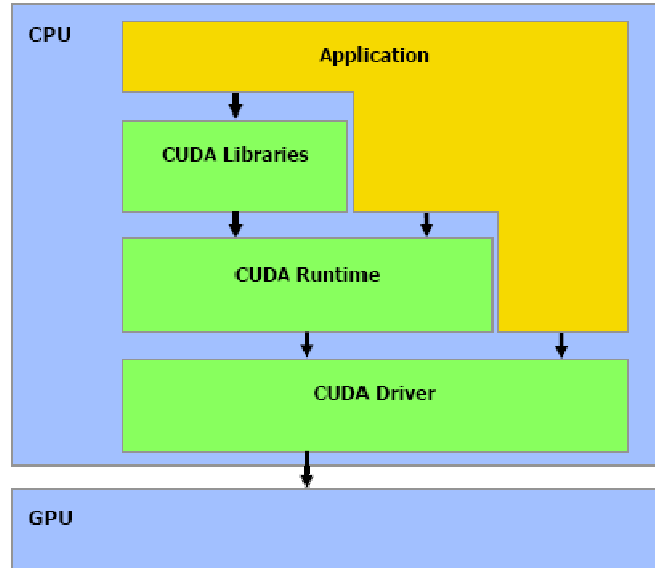 CPU
Application
CUDA Libraries
CUDA Runtime
CUDA Driver
GPU